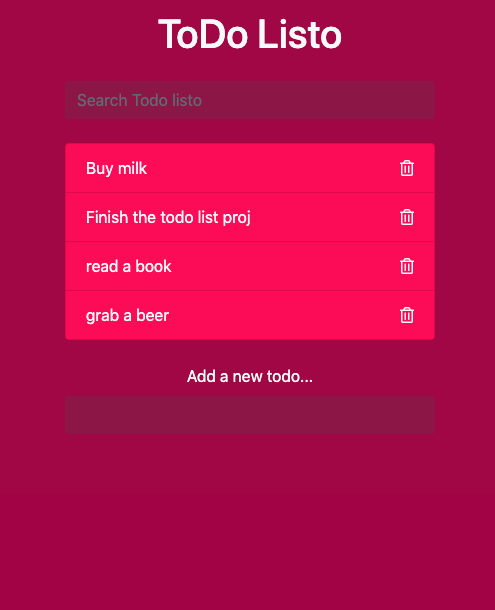 ToDo Listo
Search Todo listo
Buy milk
Finish the todo list proj
read a book
grab a beer
Add a new todo...